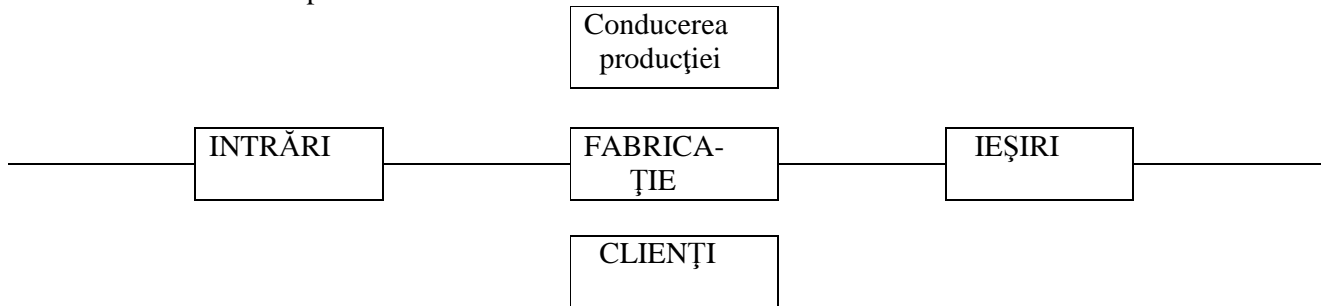 Conducerea
producţiei
INTRĂRI
FABRICA-
ŢIE
IEŞIRI
CLIENŢI